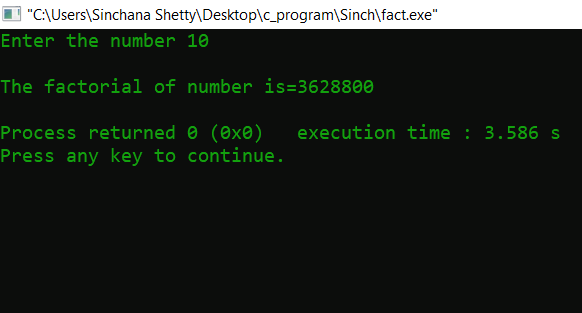 "C:\Users\Sinchana Shetty\Desktop\c_program\Sinch\fact.exe"
Enter the number 10
The factorial of number is=3628800
Process returned 0 (0x0)   execution time : 3.586 s
Press any key to continue.